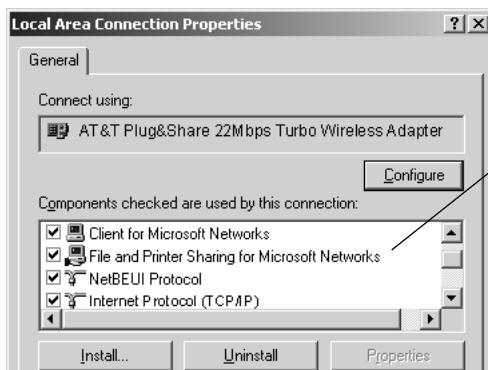 Local Area Connection Properties
General
Connect using:
AT&T Plug&Share 22Mbps Turbo Wireless Adapter
Configure
Components checked are used by this connection:
Client for Microsoft Networks
File and Printer Sharing for Microsoft Networks
NetBEUI Protocol
Internet Protocol (TCP/IP)
Install... Uninstall Properties